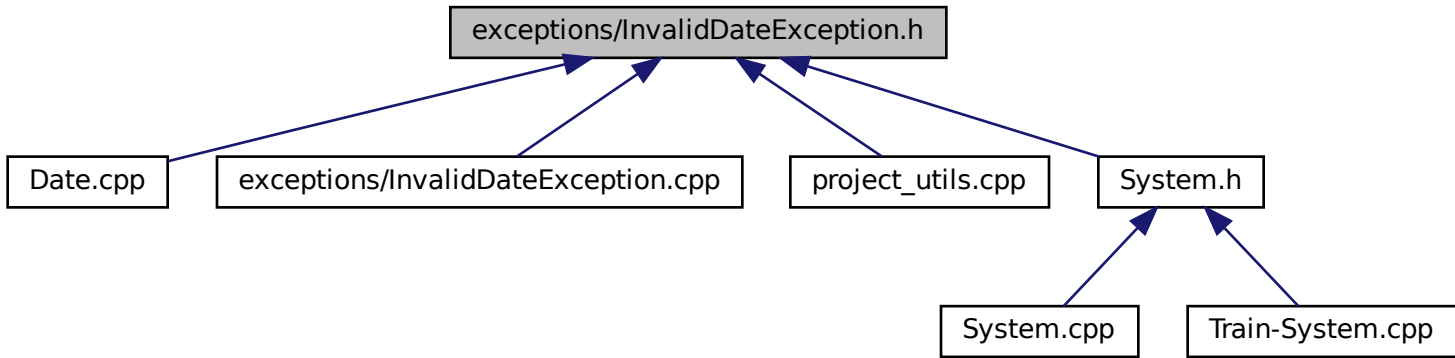 exceptions/InvalidDateException.h
Date.cpp
exceptions/InvalidDateException.cpp
project_utils.cpp
System.h
System.cpp
Train-System.cpp